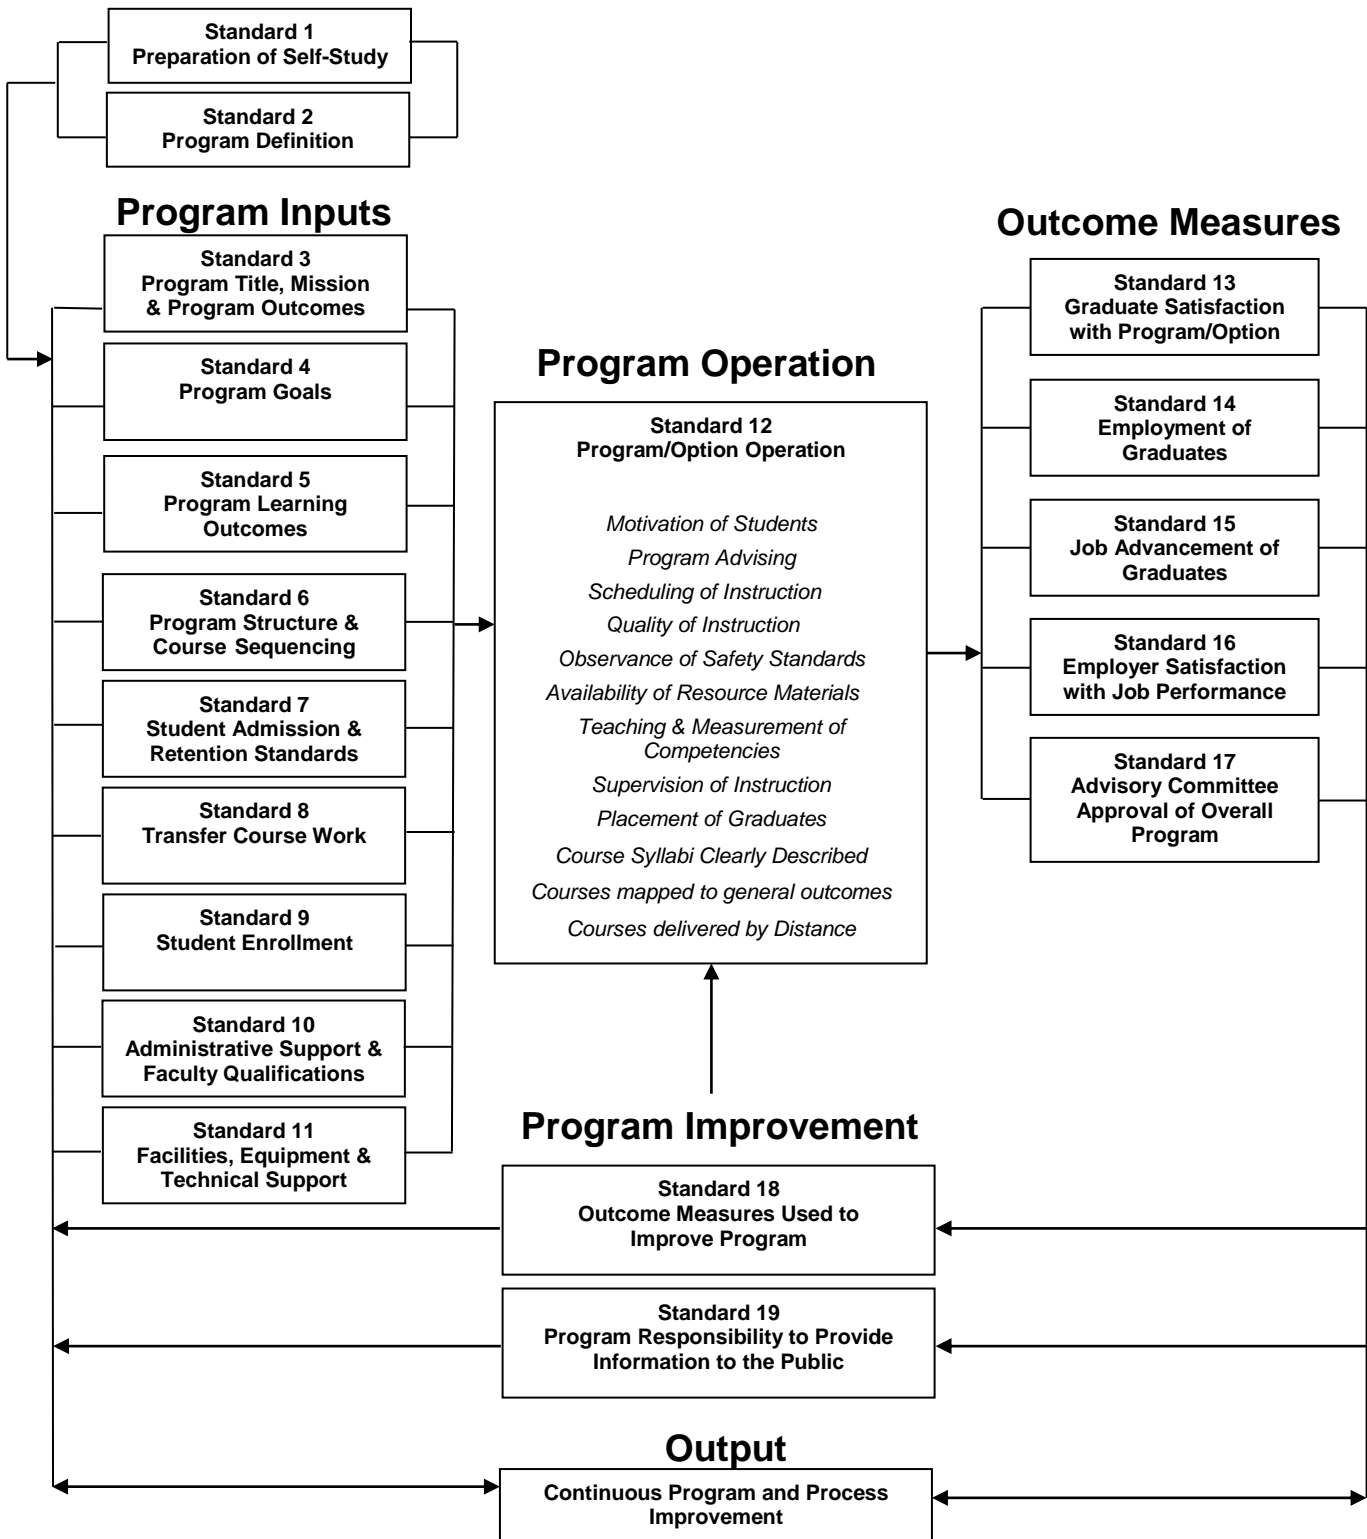 Standard 1
Preparation of Self-Study
Standard 2
Program Definition
Program Inputs
Standard 3
Program Title, Mission
& Program Outcomes
Standard 4
Program Goals
Standard 5
Program Learning
Outcomes
Standard 6
Program Structure &
Course Sequencing
Standard 7
Student Admission &
Retention Standards
Standard 8
Transfer Course Work
Standard 9
Student Enrollment
Standard 10
Administrative Support &
Faculty Qualifications
Standard 11
Facilities, Equipment &
Technical Support
Program Operation
Standard 12
Program/Option Operation
Motivation of Students
Program Advising
Scheduling of Instruction
Quality of Instruction
Observance of Safety Standards
Availability of Resource Materials
Teaching & Measurement of
Competencies
Supervision of Instruction
Placement of Graduates
Course Syllabi Clearly Described
Courses mapped to general outcomes
Courses delivered by Distance
Outcome Measures
Standard 13
Graduate Satisfaction
with Program/Option
Standard 14
Employment of
Graduates
Standard 15
Job Advancement of
Graduates
Standard 16
Employer Satisfaction
with Job Performance
Standard 17
Advisory Committee
Approval of Overall
Program
Program Improvement
Standard 18
Outcome Measures Used to
Improve Program
Standard 19
Program Responsibility to Provide
Information to the Public
Output
Continuous Program and Process
Improvement